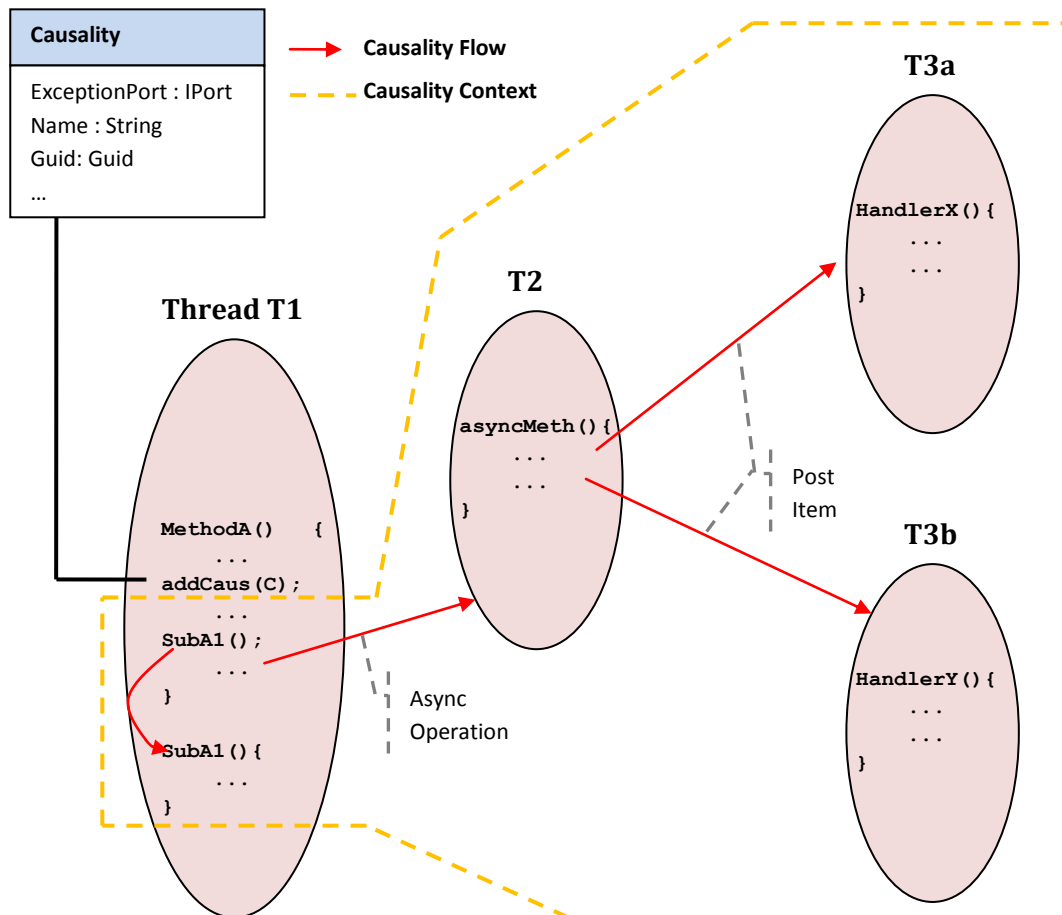 Causality
ExceptionPort : IPort
Name : String
Guid: Guid
…
Causality Flow
Causality Context
Thread T1
MethodA() {
...
addCaus(C);
...
SubA1();
...
}
SubA1(){
...
}
Async
Operation
T2
asyncMeth(){
...
...
}
Post
Item
T3a
HandlerX(){
...
...
}
T3b
HandlerY(){
...
...
}